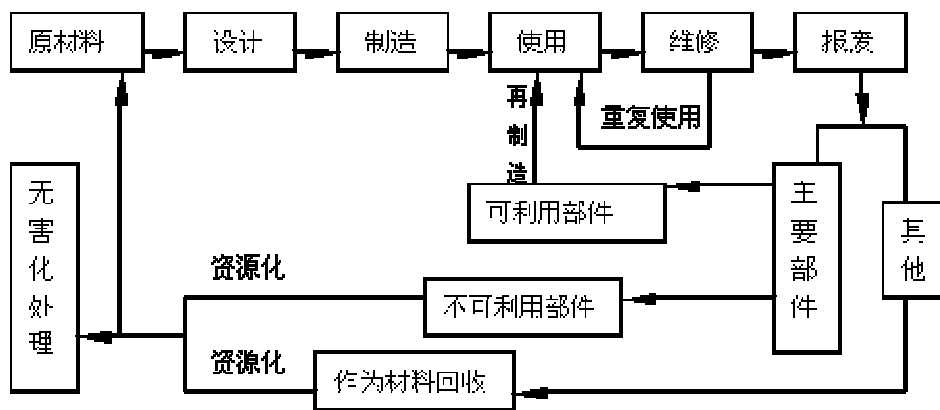 原材料
设计
制造
使用
维修
报废
再制造
重复使用
无害化处理
可利用部件
主要部件
其他
资源化
不可利用部件
资源化
作为材料回收